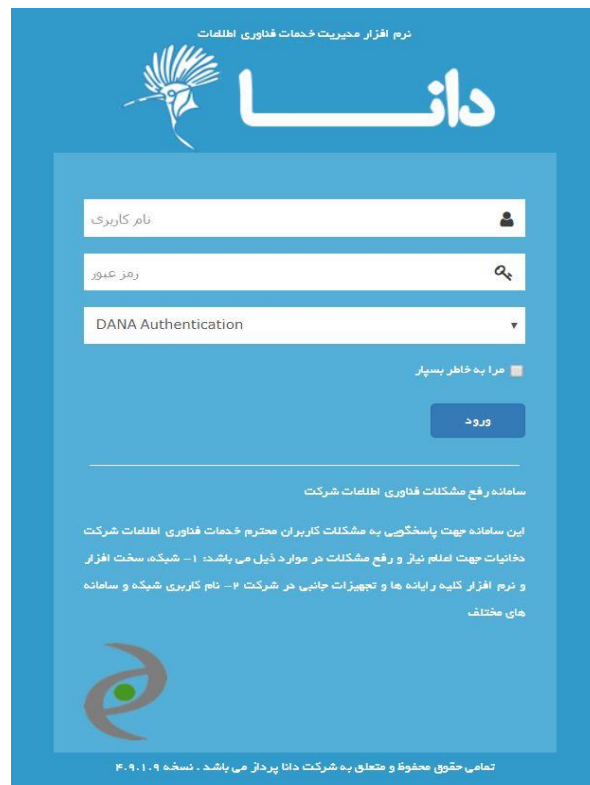 نرم افزار مدیریت خدمات فناوری اطلاعات
دانا
نام کاربری
رمز عبور
DANA Authentication
مرا به خاطر بسپار
ورود
سامانه رفع مشکلات فناوری اطلاعات شرکت
این سامانه جهت پاسخگویی به مشکلات کاربران محترم خدمات فناوری اطلاعات شرکت
دخانیات جهت اعلام نیاز و رفع مشکلات در موارد ذیل می باشد: ۱- شبکه، سخت افزار
و نرم افزار کلیه رایانه ها و تجهیزات جانبی در شرکت ۲- نام کاربری شبکه و سامانه
های مختلف
تمامی حقوق محفوظ و متعلق به شرکت دانا پرداز می باشد . نسخه ۴.۹.۱.۹